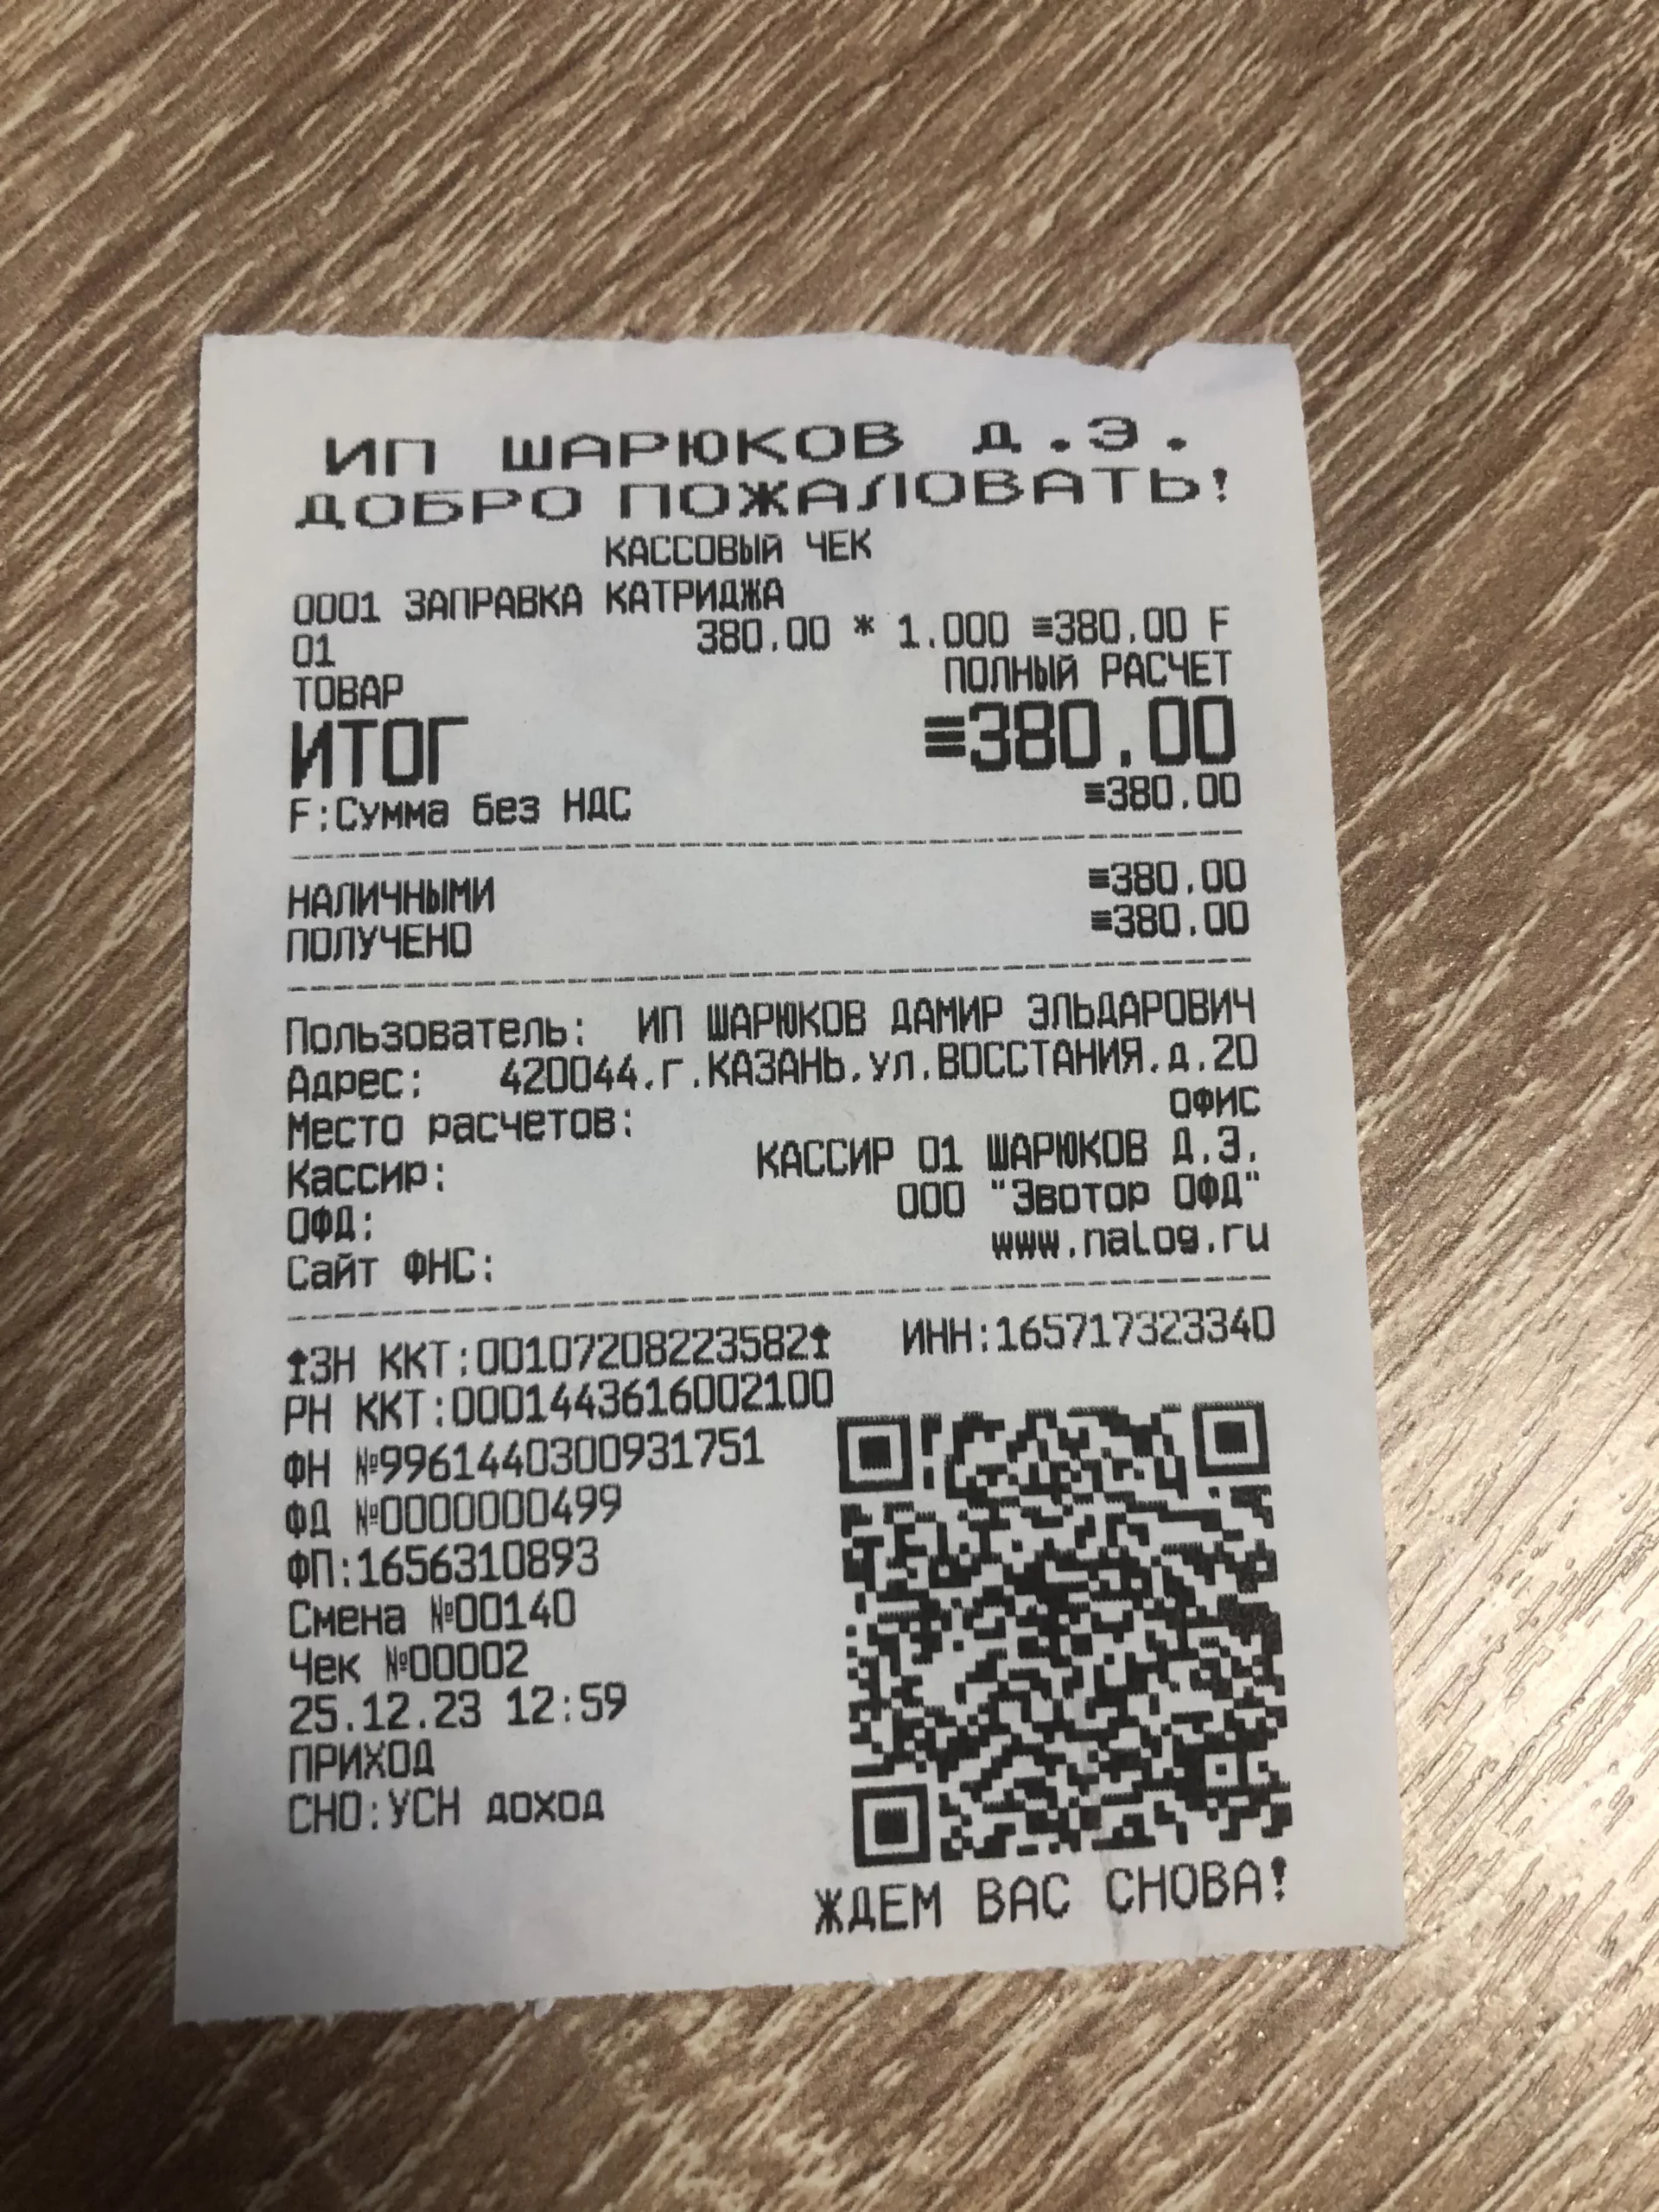 ИП ШАРЮКОВ Д.Э.
ДОБРО ПОЖАЛОВАТЬ!
КАССОВЫЙ ЧЕК
0001 ЗАПРАВКА КАТРИДЖА
01 380.00 * 1.000 ≡380.00 F
ТОВАР ПОЛНЫЙ РАСЧЕТ
ИТОГ ≡380.00
F:Сумма без НДС ≡380.00
НАЛИЧНЫМИ ≡380.00
ПОЛУЧЕНО ≡380.00
Пользователь: ИП ШАРЮКОВ ДАМИР ЭЛЬДАРОВИЧ
Адрес: 420044,г.КАЗАНЬ,ул.ВОССТАНИЯ,д.20
Место расчетов: ОФИС
Кассир: КАССИР 01 ШАРЮКОВ Д.Э.
ОФД: ООО "Эвотор ОФД"
Сайт ФНС: www.nalog.ru
ЗН ККТ:00107208223582 ИНН:165717323340
РН ККТ:0001443616002100
ФН №9961440300931751
ФД №0000000499
ФП:1656310893
Смена №00140
Чек №00002
25.12.23 12:59
ПРИХОД
СНО:УСН доход
ЖДЕМ ВАС СНОВА!